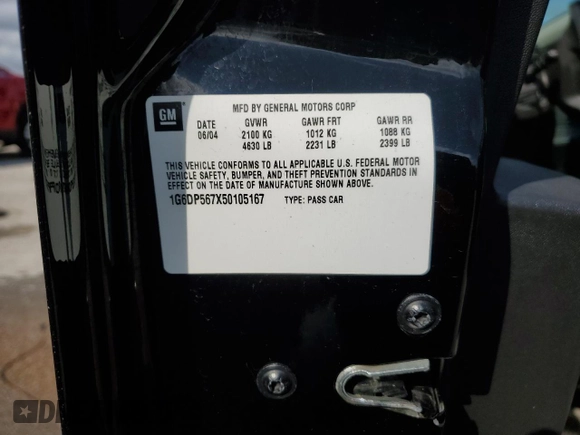 GM
MFD BY GENERAL MOTORS CORP
DATE GVWR GAWR FRT GAWR RR
06/04 2100 KG 1012 KG 1088 KG
4630 LB 2231 LB 2399 LB
THIS VEHICLE CONFORMS TO ALL APPLICABLE U.S. FEDERAL MOTOR
VEHICLE SAFETY, BUMPER, AND THEFT PREVENTION STANDARDS IN
EFFECT ON THE DATE OF MANUFACTURE SHOWN ABOVE.
1G6DP567X50105167 TYPE: PASS CAR
DASHBOARD